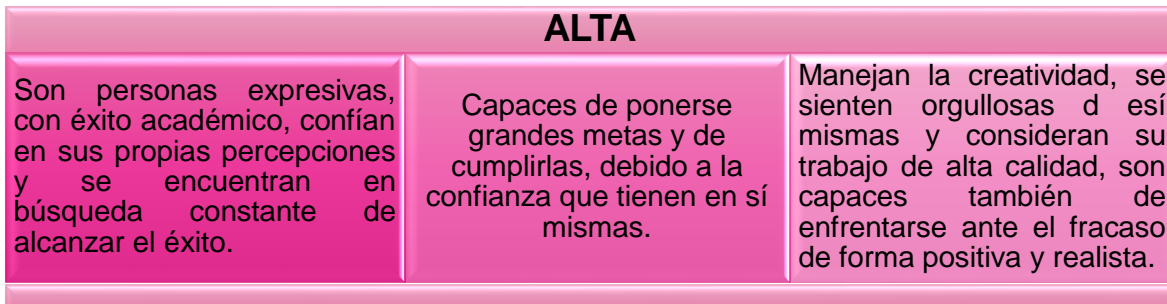 ALTA
Son personas expresivas,
con éxito académico, confían
en sus propias percepciones
y se encuentran en
búsqueda constante de
alcanzar el éxito.
Capaces de ponerse
grandes metas y de
cumplirlas, debido a la
confianza que tienen en sí
mismas.
Manejan la creatividad, se
sienten orgullosas d esí
mismas y consideran su
trabajo de alta calidad, son
capaces también de
enfrentarse ante el fracaso
de forma positiva y realista.